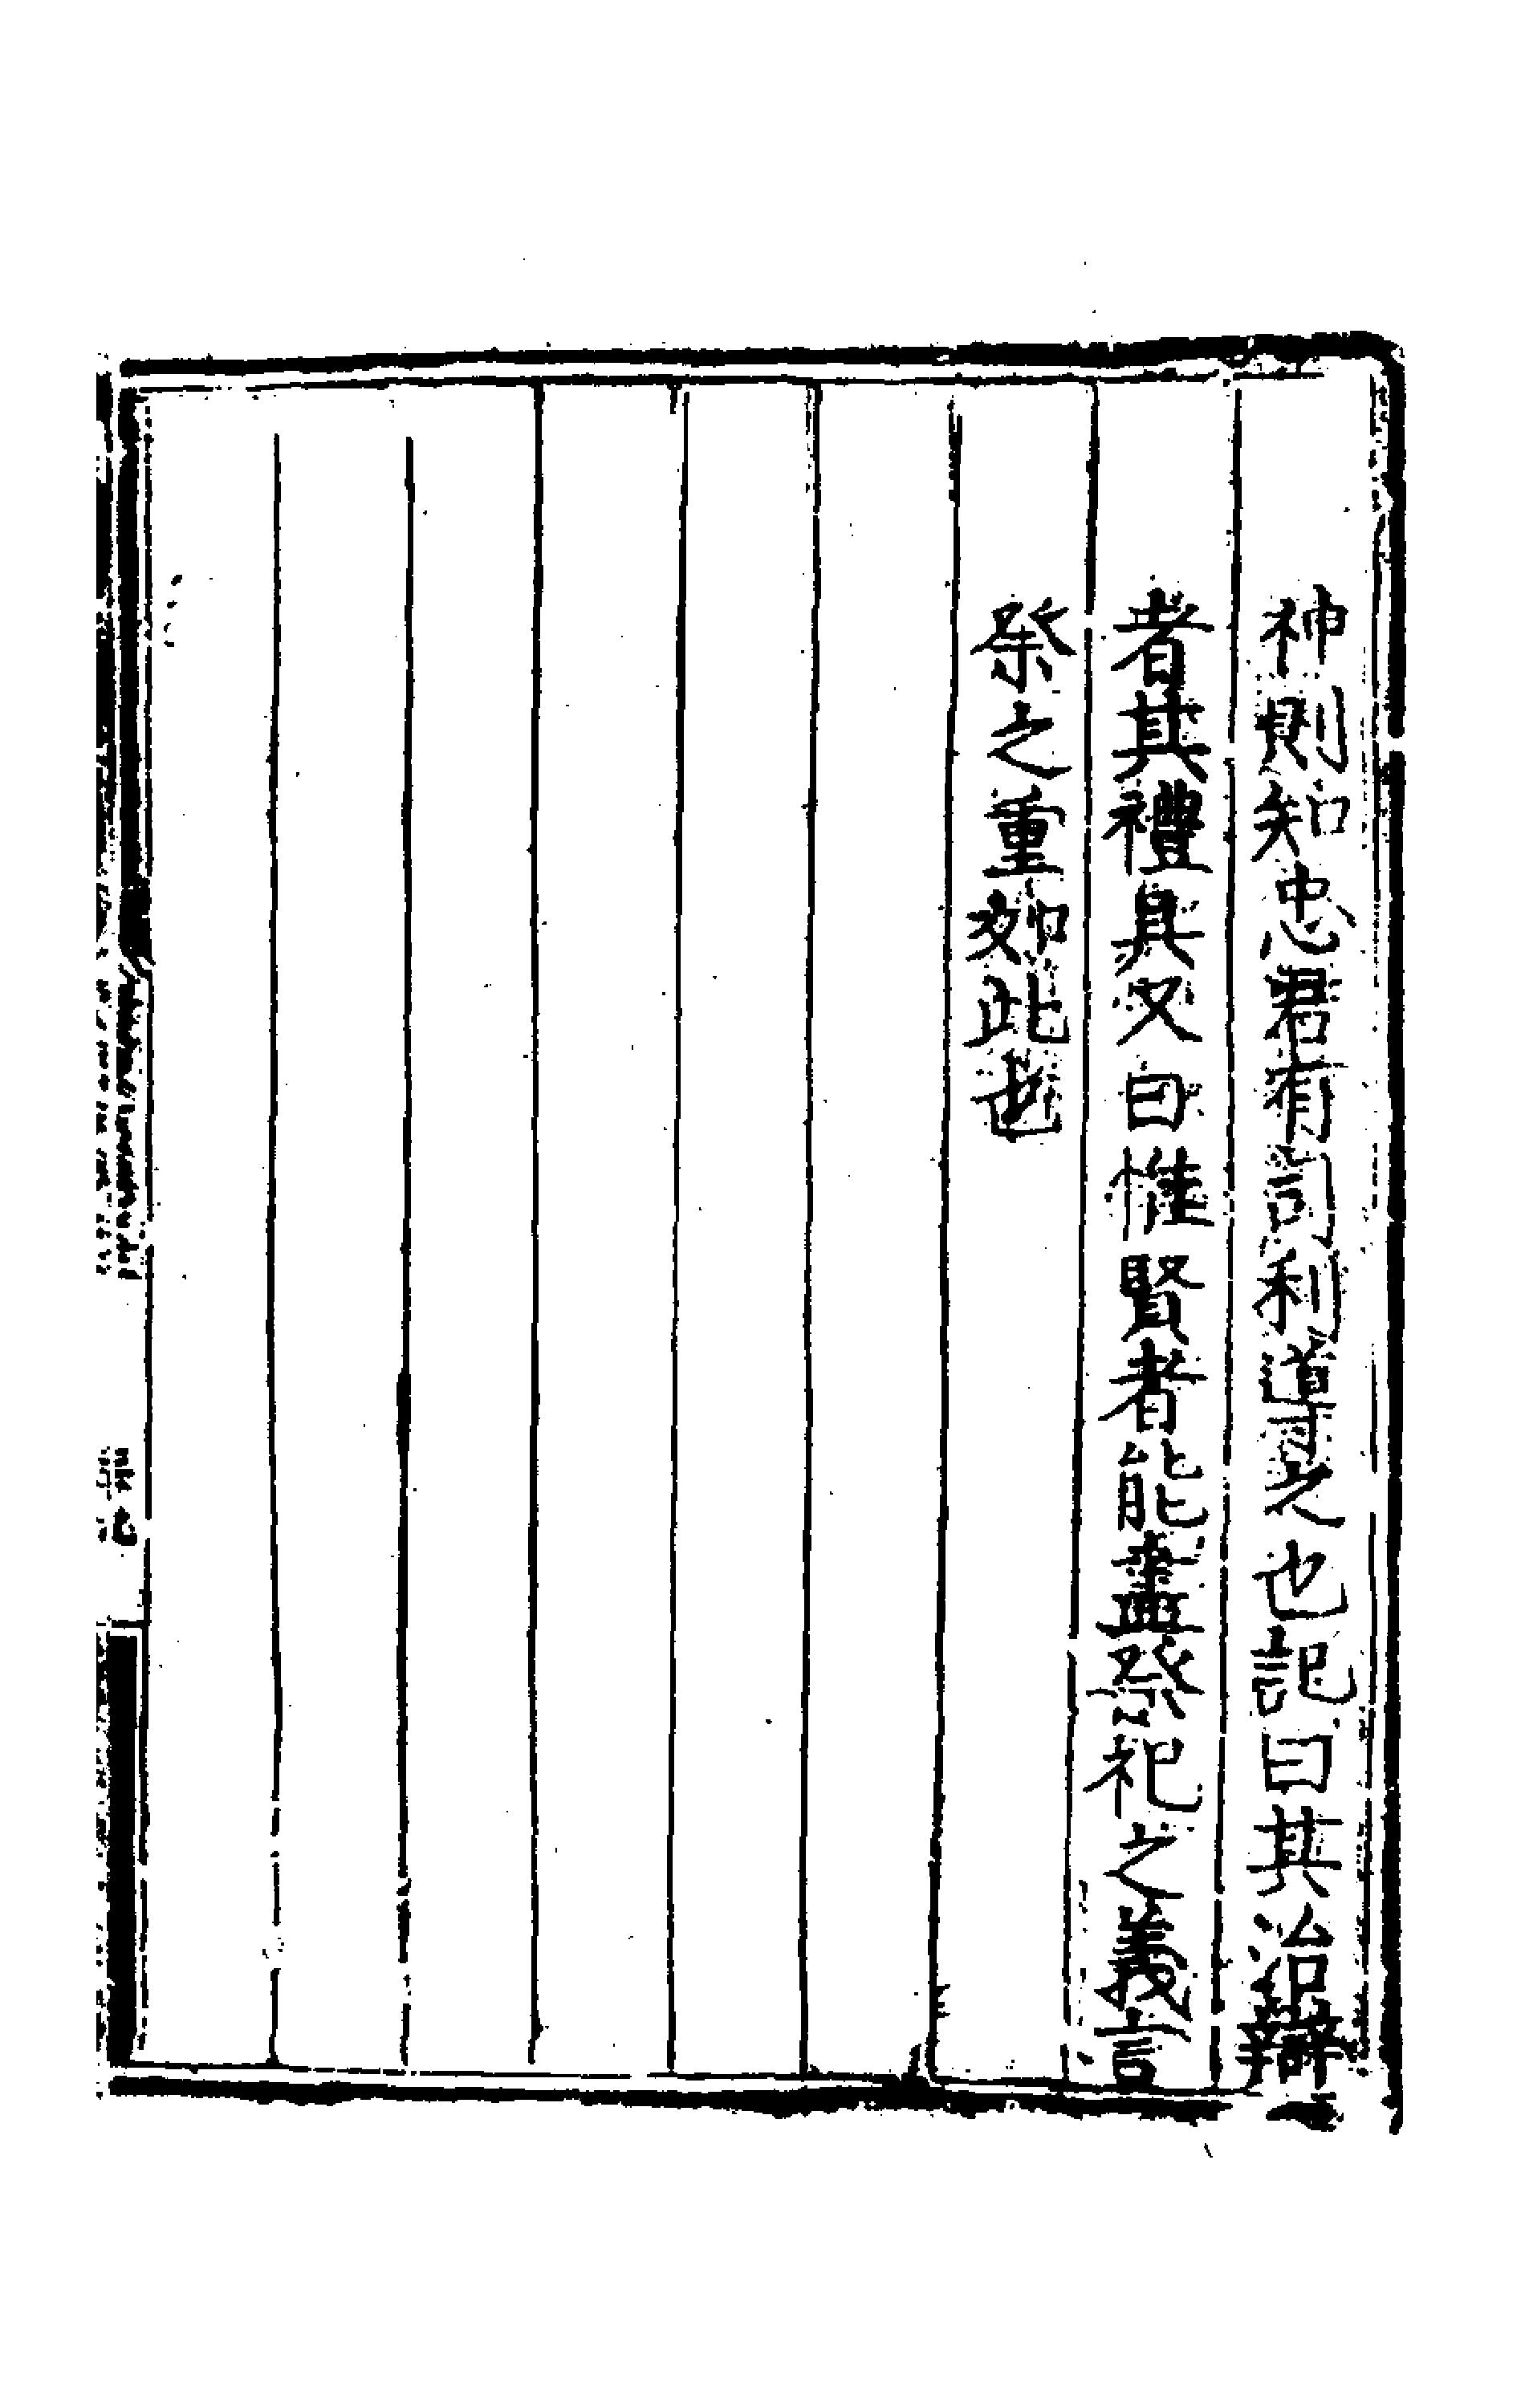 神則知忠君有司利導之也記曰其治辯
者其禮具又曰惟賢者能盡祭祀之義言
祭之重如此也